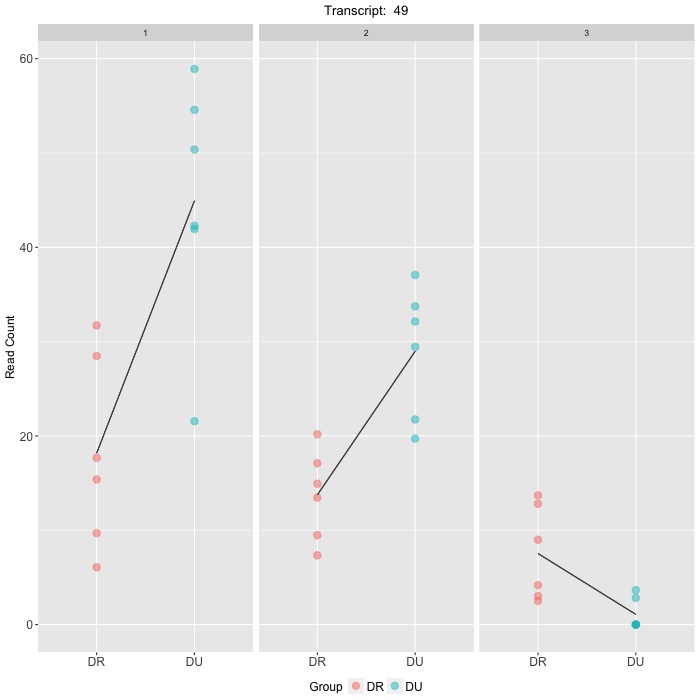 Transcript:  49
1
2
3
60
40
20
0
Read Count
DR
DU
DR
DU
DR
DU
Group
DR
DU